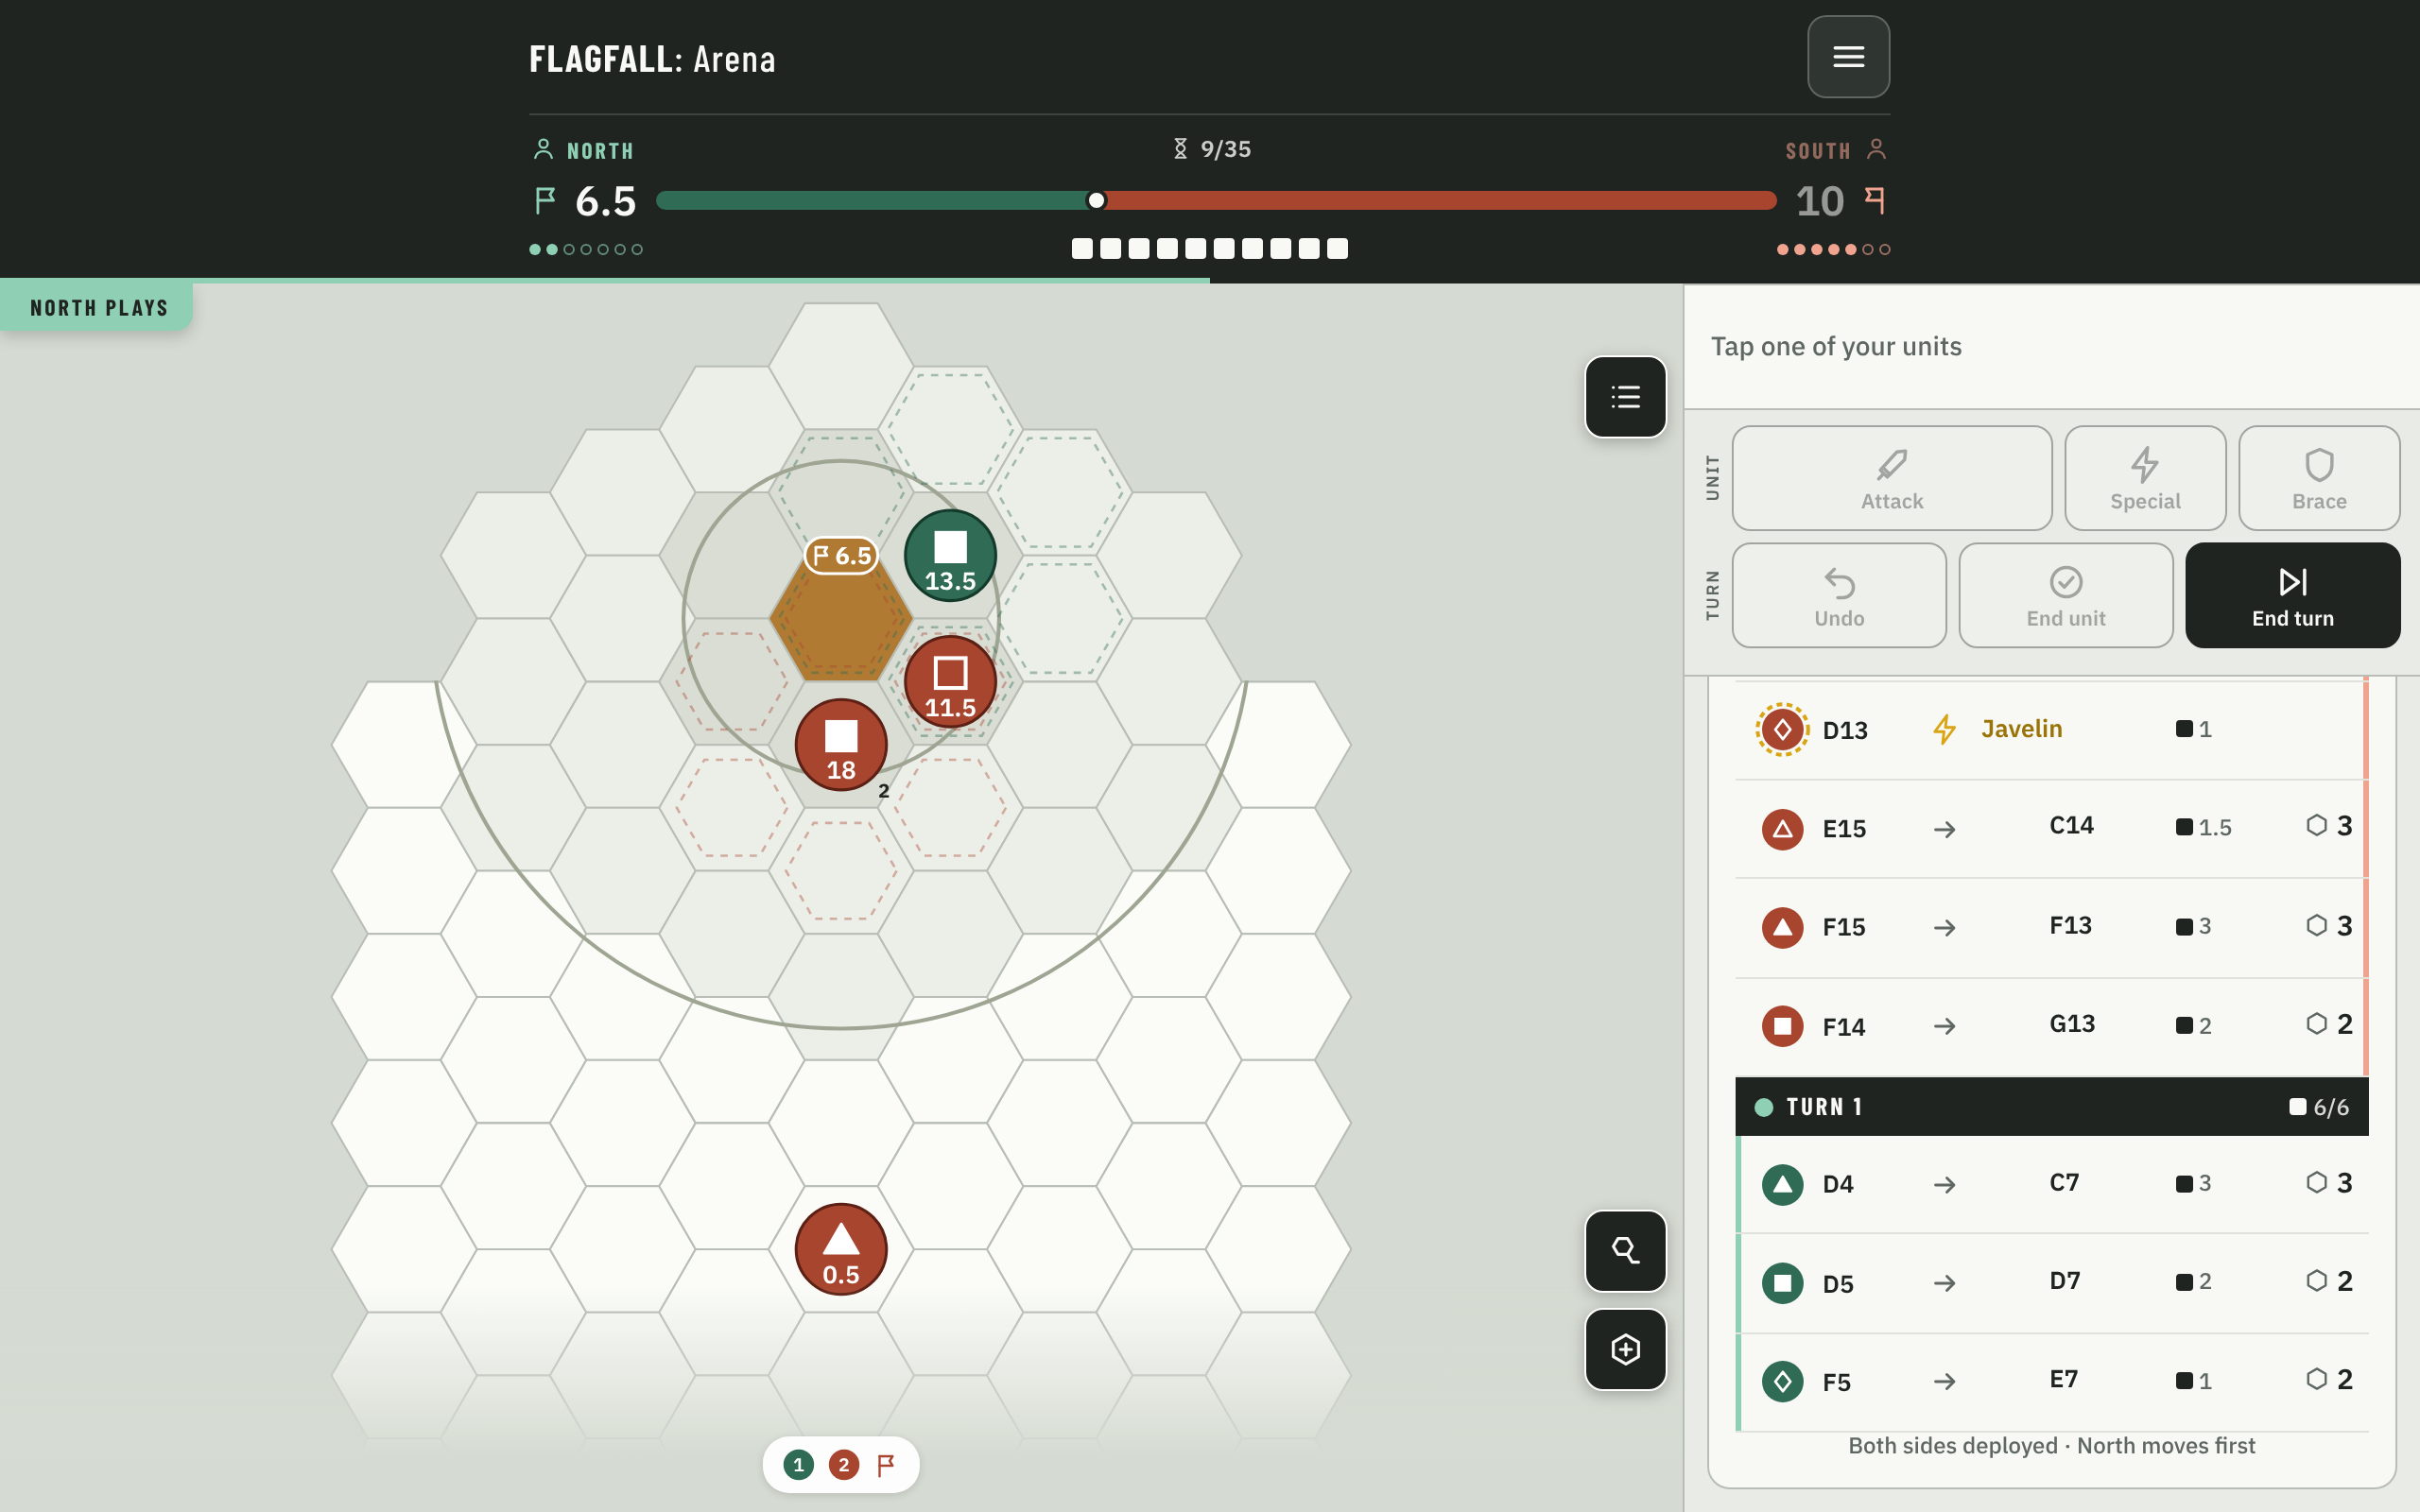 FLAGFALL: Arena
NORTH
9/35
SOUTH
6.5
10
NORTH PLAYS
Tap one of your units
UNIT
Attack
Special
Brace
TURN
Undo
End unit
End turn
6.5
13.5
11.5
18
2
0.5
1
2
D13 → Javelin 1
E15 → C14 1.5 3
F15 → F13 3 3
F14 → G13 2 2
TURN 1 6/6
D4 → C7 3 3
D5 → D7 2 2
F5 → E7 1 2
Both sides deployed · North moves first